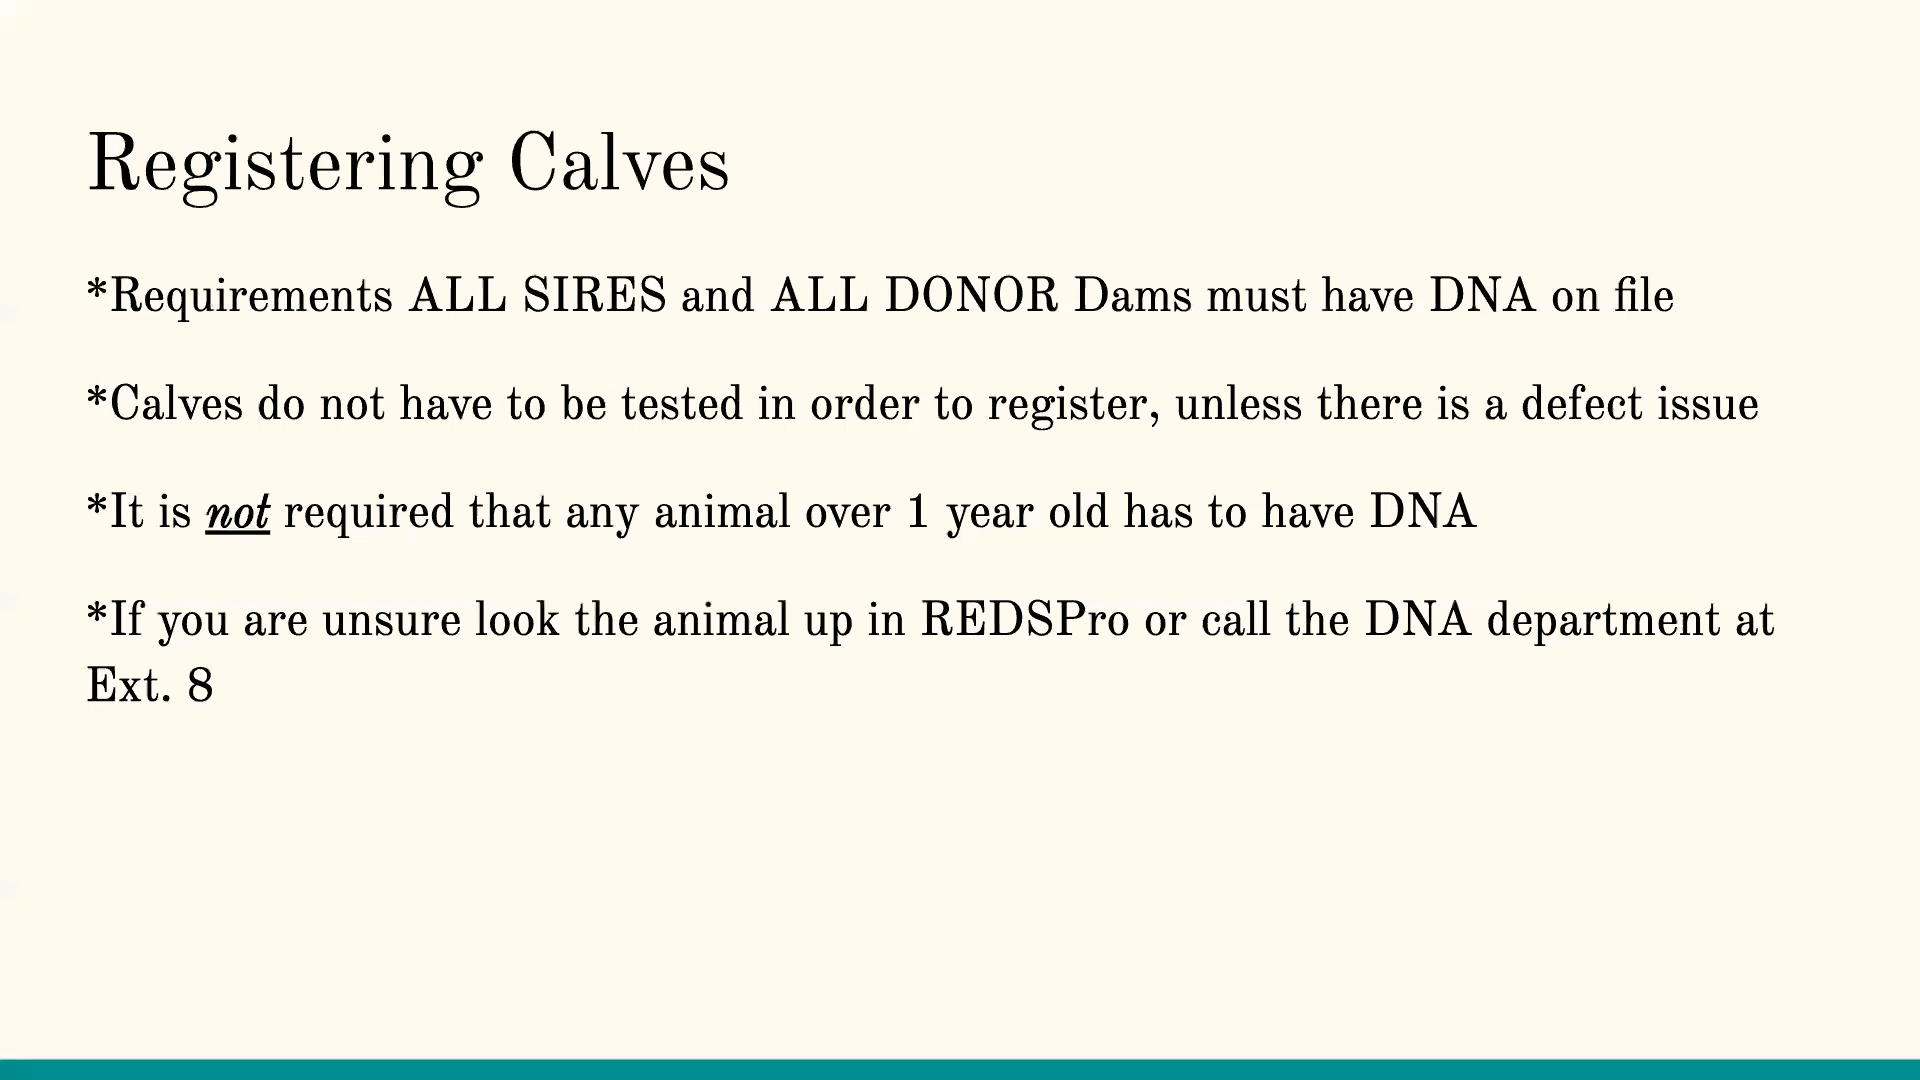 Registering Calves
*Requirements ALL SIRES and ALL DONOR Dams must have DNA on file
*Calves do not have to be tested in order to register, unless there is a defect issue
*It is not required that any animal over 1 year old has to have DNA
*If you are unsure look the animal up in REDSPro or call the DNA department at
Ext. 8